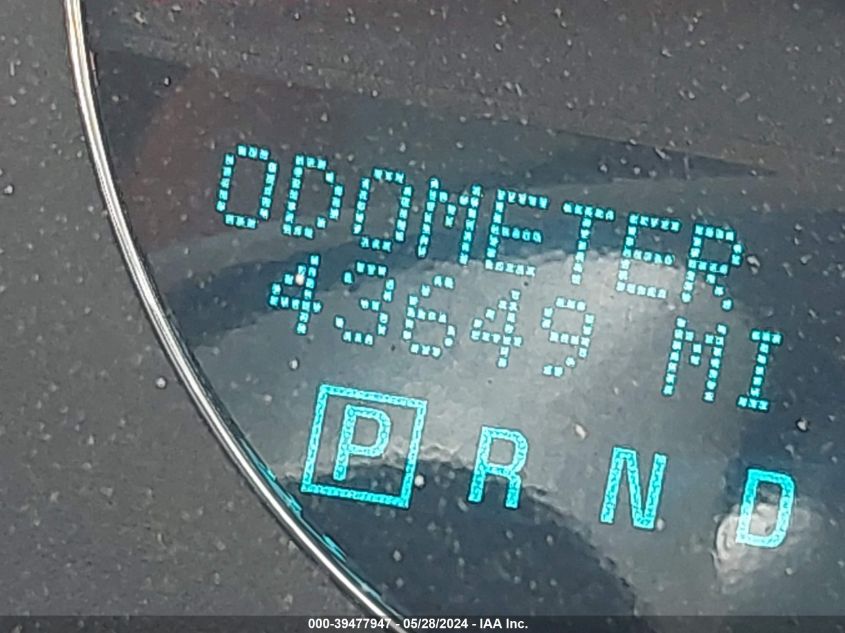 ODOMETER
43649 MI
P R N D
000-39477947 - 05/28/2024 - IAA Inc.